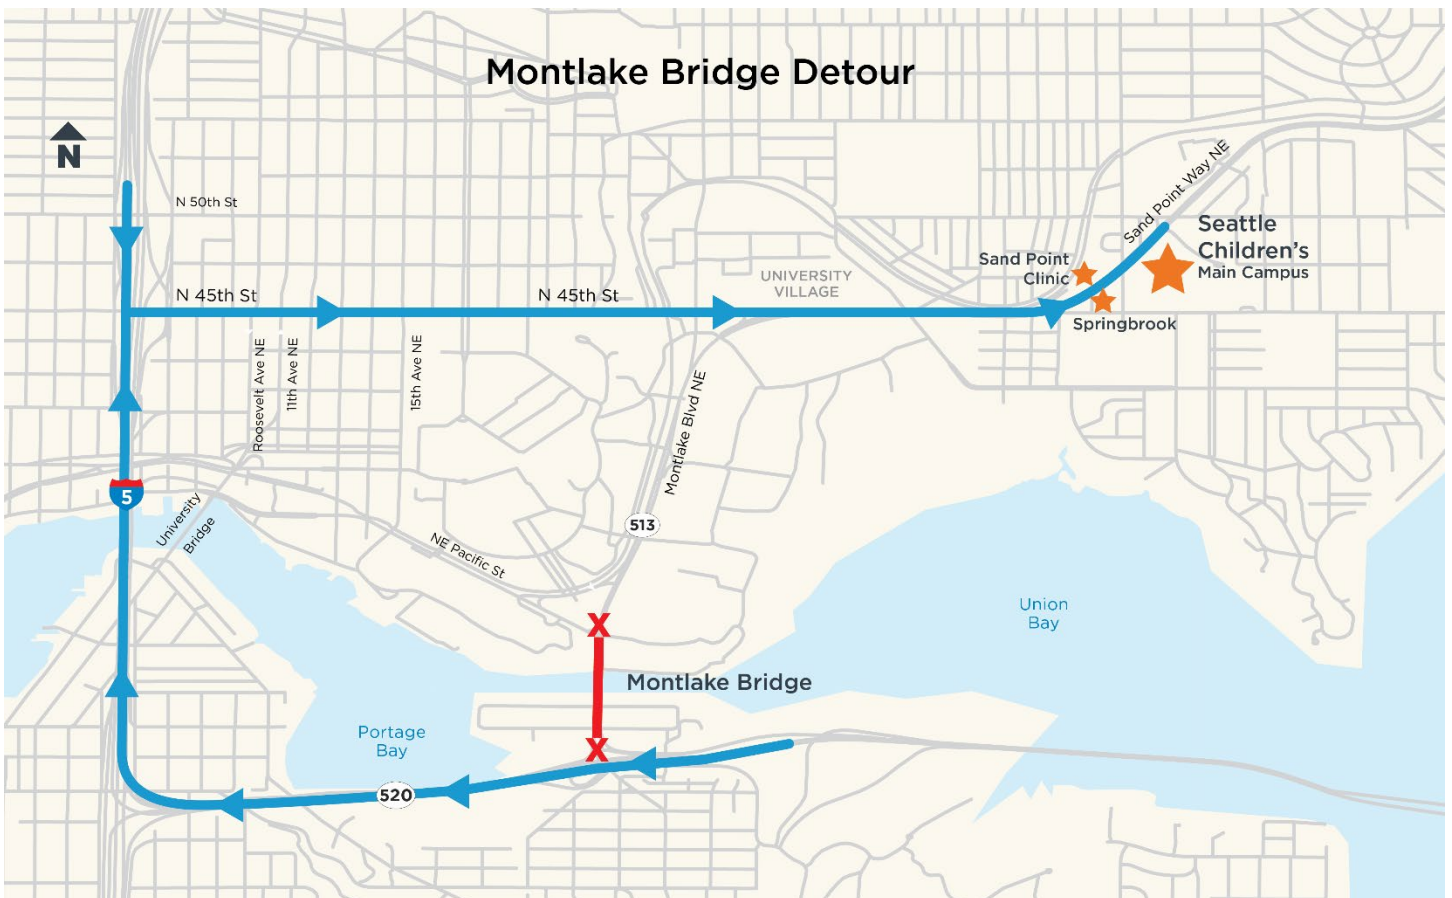 Montlake Bridge Detour
N
N 50th St
Sand Point Way NE
Seattle
Children's
Main Campus
Sand Point
Clinic
UNIVERSITY
VILLAGE
N 45th St
N 45th St
Springbrook
Roosevelt Ave NE
11th Ave NE
15th Ave NE
Montlake Blvd NE
5
University
Bridge
513
NE Pacific St
Union
Bay
X
Montlake Bridge
Portage
Bay
X
520